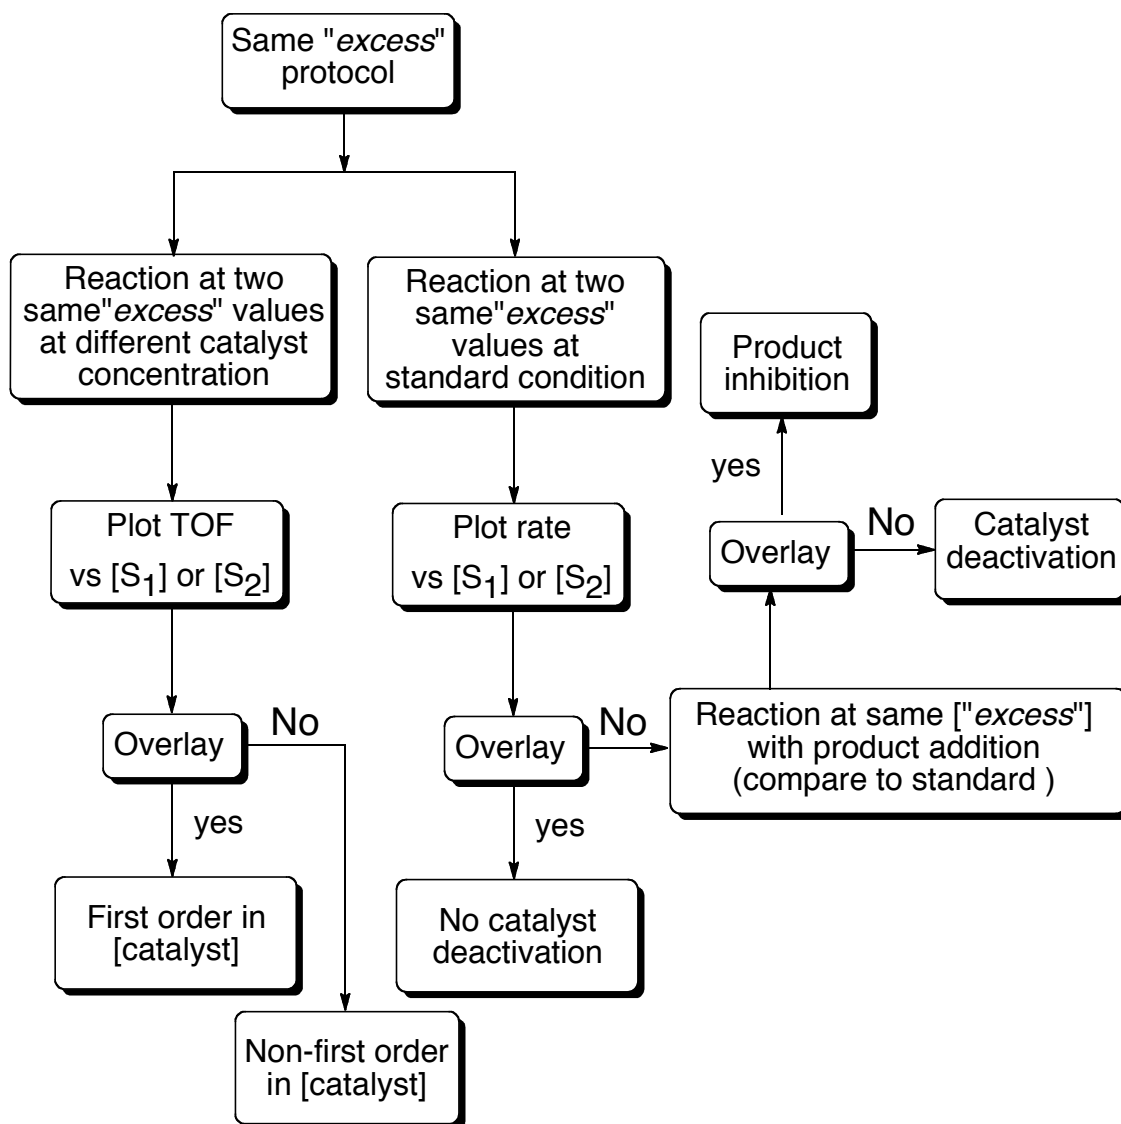 Same "excess"
protocol
Reaction at two
same"excess" values
at different catalyst
concentration
Reaction at two
same"excess"
values at
standard condition
Product
inhibition
yes
Plot TOF
vs [S1] or [S2]
Plot rate
vs [S1] or [S2]
Overlay
No
Catalyst
deactivation
Overlay
No
Overlay
No
Reaction at same ["excess"]
with product addition
(compare to standard )
yes
yes
First order in
[catalyst]
No catalyst
deactivation
Non-first order
in [catalyst]